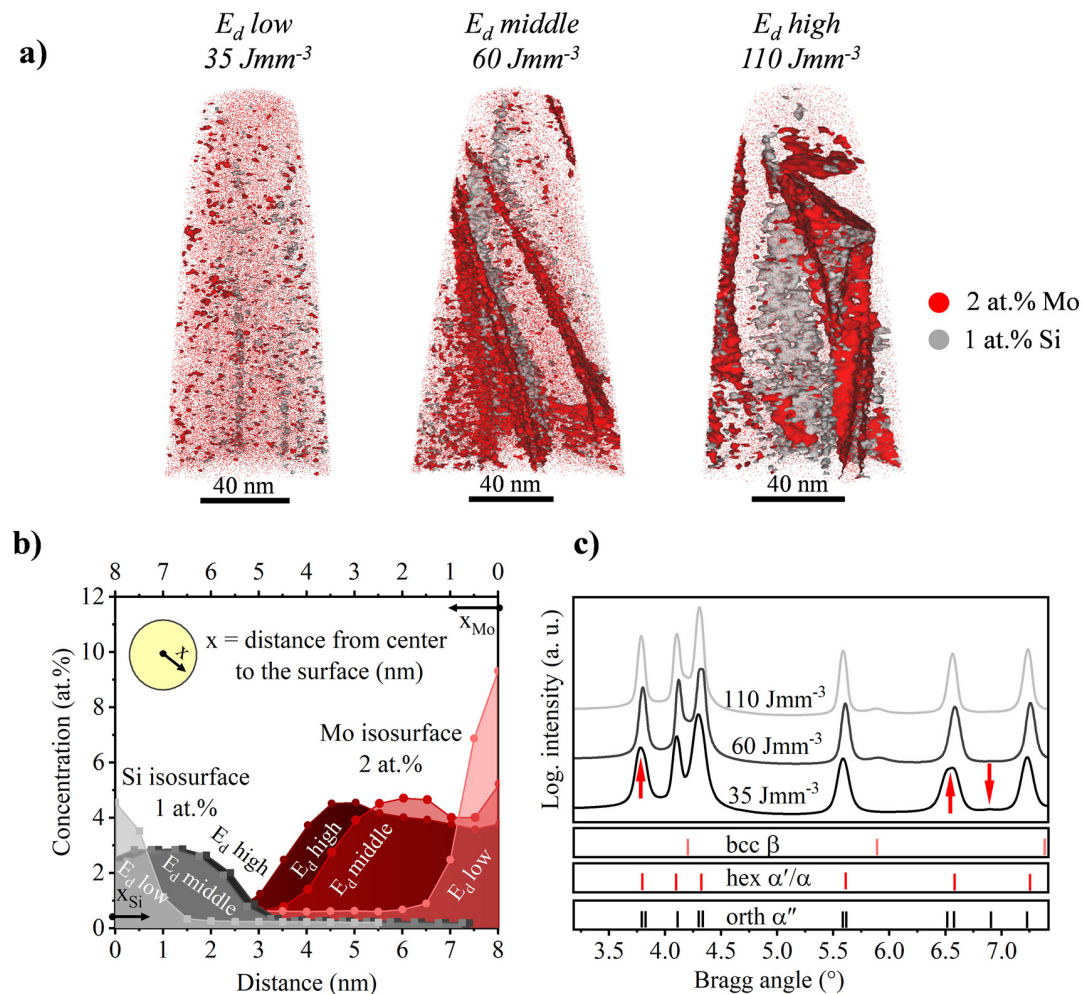 a)
E_d low
35 Jmm⁻³
E_d middle
60 Jmm⁻³
E_d high
110 Jmm⁻³
2 at.% Mo
1 at.% Si
40 nm
40 nm
40 nm
b)
8 7 6 5 4 3 2 1 0
12
10
8
6
4
2
0
Concentration (at.%)
x
x = distance from center
to the surface (nm)
x_Mo
Mo isosurface
2 at.%
Si isosurface
1 at.%
E_d high
E_d low
E_d middle
x_Si
E_d high
E_d middle
E_d low
0 1 2 3 4 5 6 7 8
Distance (nm)
c)
Log. intensity (a. u.)
110 Jmm⁻³
60 Jmm⁻³
35 Jmm⁻³
bcc β
hex α′/α
orth α″
3.5 4.0 4.5 5.0 5.5 6.0 6.5 7.0
Bragg angle (°)